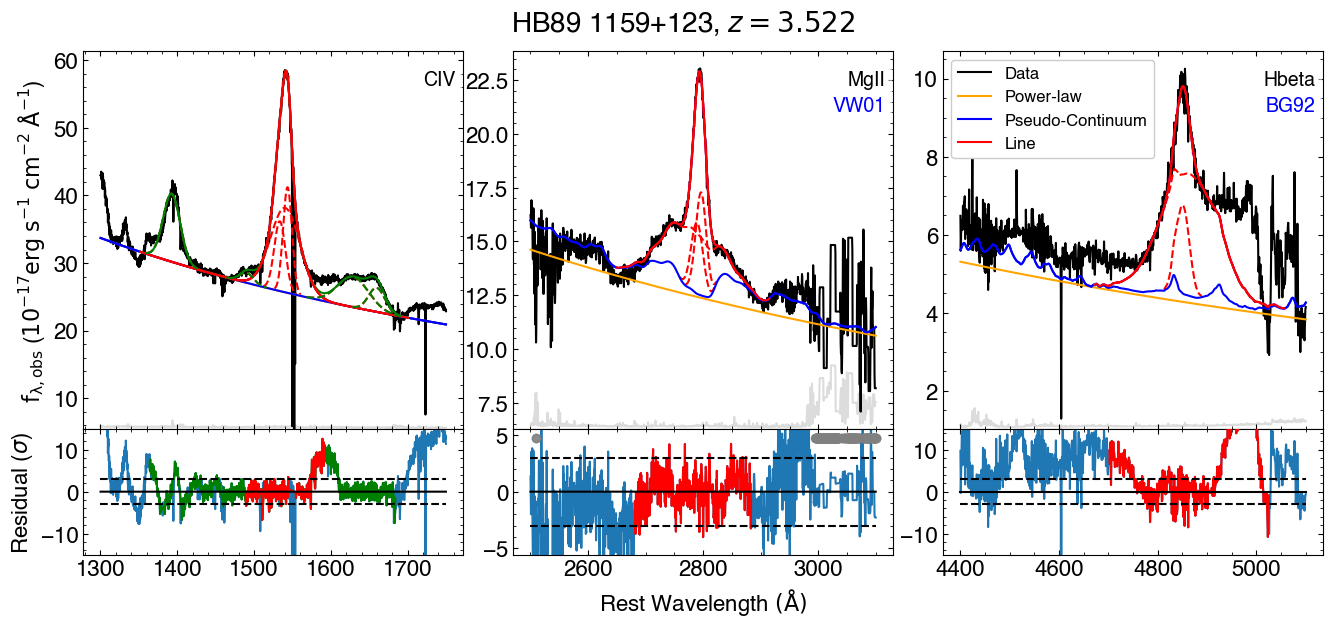 HB89 1159+123, z = 3.522
f_λ,obs (10⁻¹⁷erg s⁻¹ cm⁻² Å⁻¹)
60
50
40
30
20
10
CIV
22.5
20.0
17.5
15.0
12.5
10.0
7.5
MgII
VW01
10
8
6
4
2
Data
Power-law
Pseudo-Continuum
Line
Hbeta
BG92
Residual (σ)
10
0
−10
5
0
−5
10
0
−10
1300 1400 1500 1600 1700
2600 2800 3000
4400 4600 4800 5000
Rest Wavelength (Å)